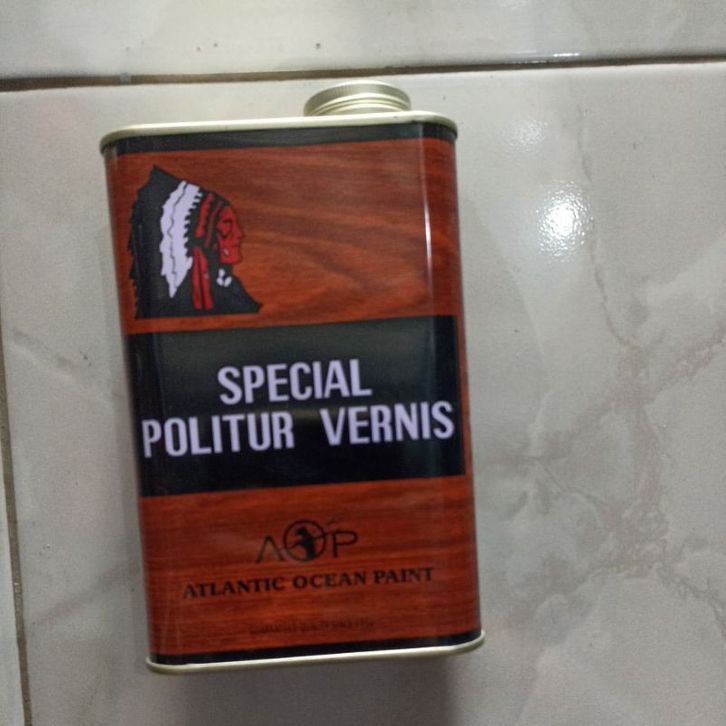 SPECIAL
POLITUR VERNIS
AOP
ATLANTIC OCEAN PAINT